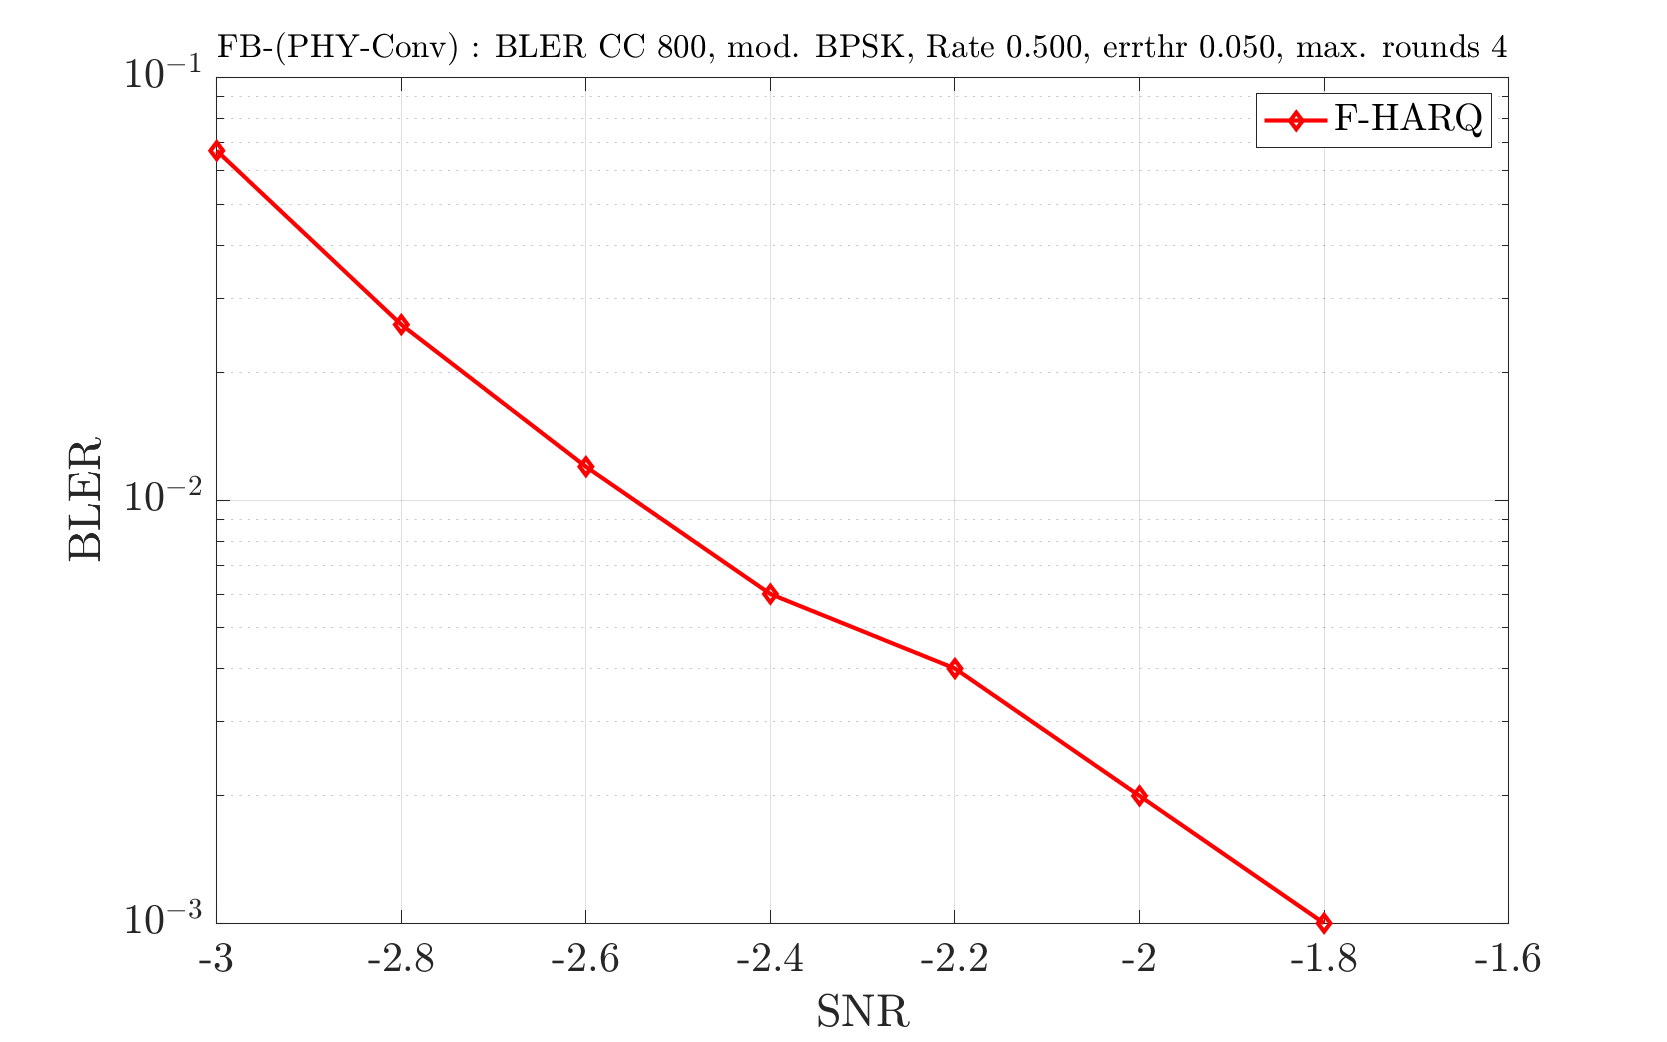 FB-(PHY-Conv) : BLER CC 800, mod. BPSK, Rate 0.500, errthr 0.050, max. rounds 4
F-HARQ
10⁻¹
10⁻²
10⁻³
BLER
-3 -2.8 -2.6 -2.4 -2.2 -2 -1.8 -1.6
SNR